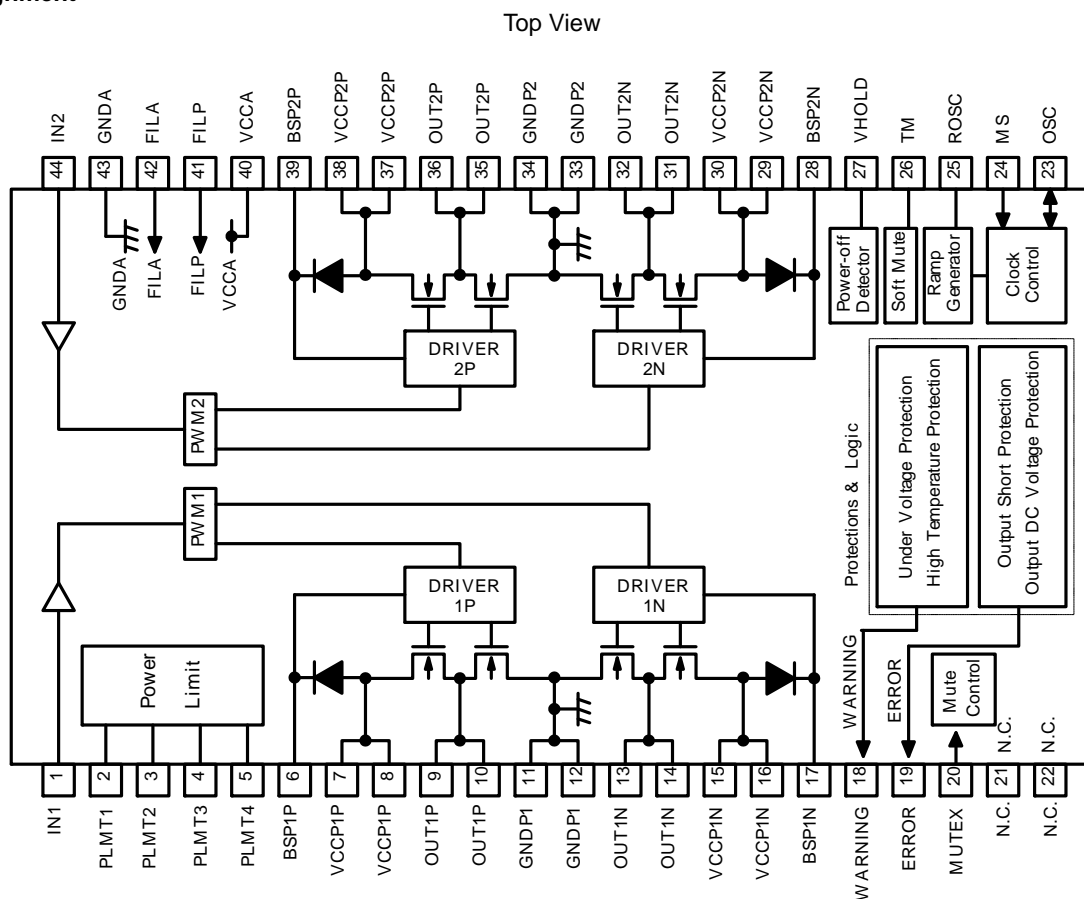 gnment
Top View
IN2
GNDA
FILA
FILP
VCCA
BSP2P
VCCP2P
VCCP2P
OUT2P
OUT2P
GNDP2
GNDP2
OUT2N
OUT2N
VCCP2N
VCCP2N
BSP2N
VHOLD
TM
ROSC
MS
OSC
44
43
42
41
40
39
38
37
36
35
34
33
32
31
30
29
28
27
26
25
24
23
GNDA
FILA
FILP
VCCA
Power-off
Detector
Soft Mute
Ramp
Generator
Clock
Control
DRIVER
2P
DRIVER
2N
PWM2
PWM1
DRIVER
1P
DRIVER
1N
Protections & Logic
Under Voltage Protection
High Temperature Protection
Output Short Protection
Output DC Voltage Protection
Power
Limit
WARNING
ERROR
Mute
Control
N.C.
N.C.
1
2
3
4
5
6
7
8
9
10
11
12
13
14
15
16
17
18
19
20
21
22
IN1
PLMT1
PLMT2
PLMT3
PLMT4
BSP1P
VCCP1P
VCCP1P
OUT1P
OUT1P
GNDP1
GNDP1
OUT1N
OUT1N
VCCP1N
VCCP1N
BSP1N
WARNING
ERROR
MUTEX
N.C.
N.C.